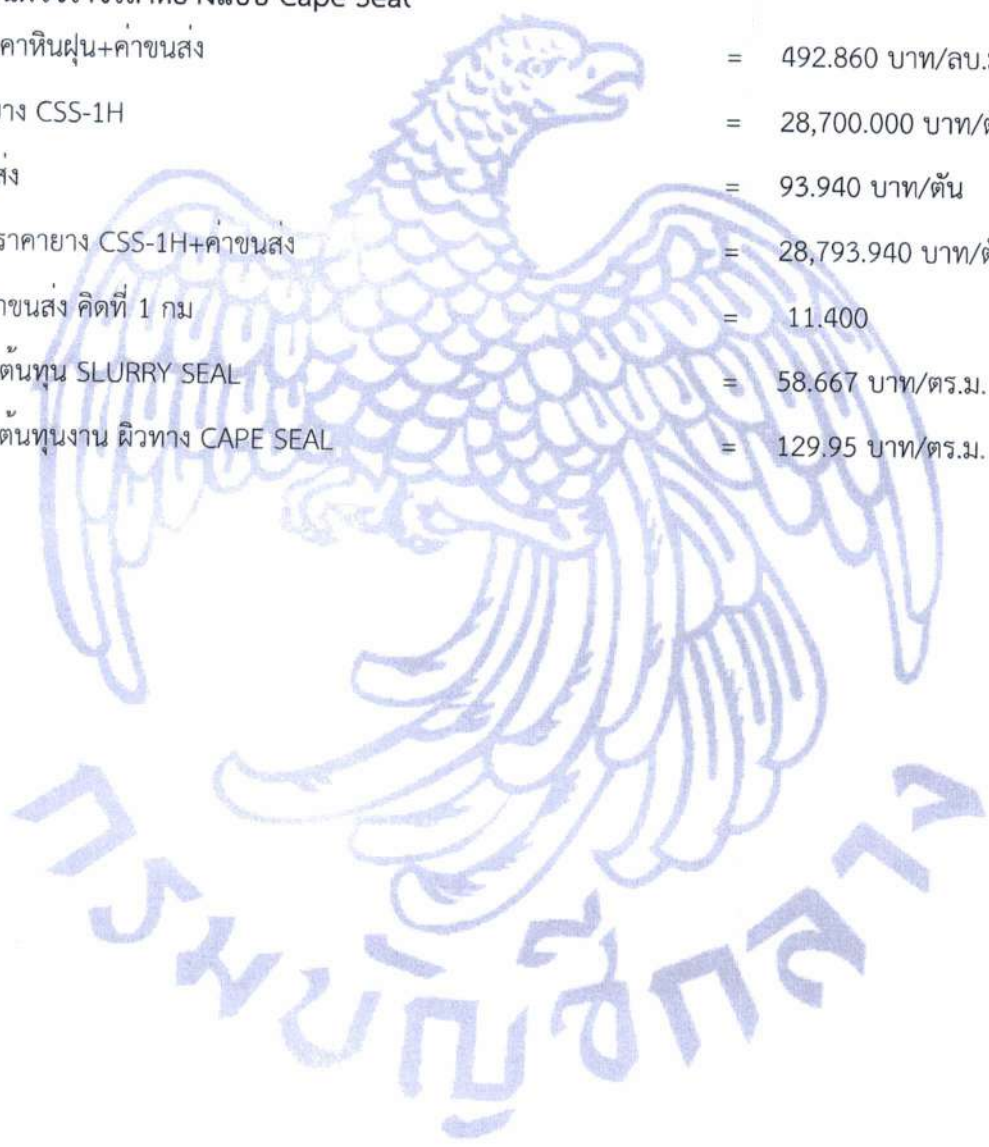 Cape Seal
คาหินฝุ่น+ค่าขนส่ง = 492.860 บาท/ลบ.
CSS-1H = 28,700.000 บาท/
= 93.940 บาท/ตัน
ราคายาง CSS-1H+ค่าขนส่ง = 28,793.940 บาท/
าขนส่ง คิดที่ 1 กม = 11.400
ต้นทุน SLURRY SEAL = 58.667 บาท/ตร.ม.
ต้นทุนงาน ผิวทาง CAPE SEAL = 129.95 บาท/ตร.ม.
กรมบัญชีกลาง